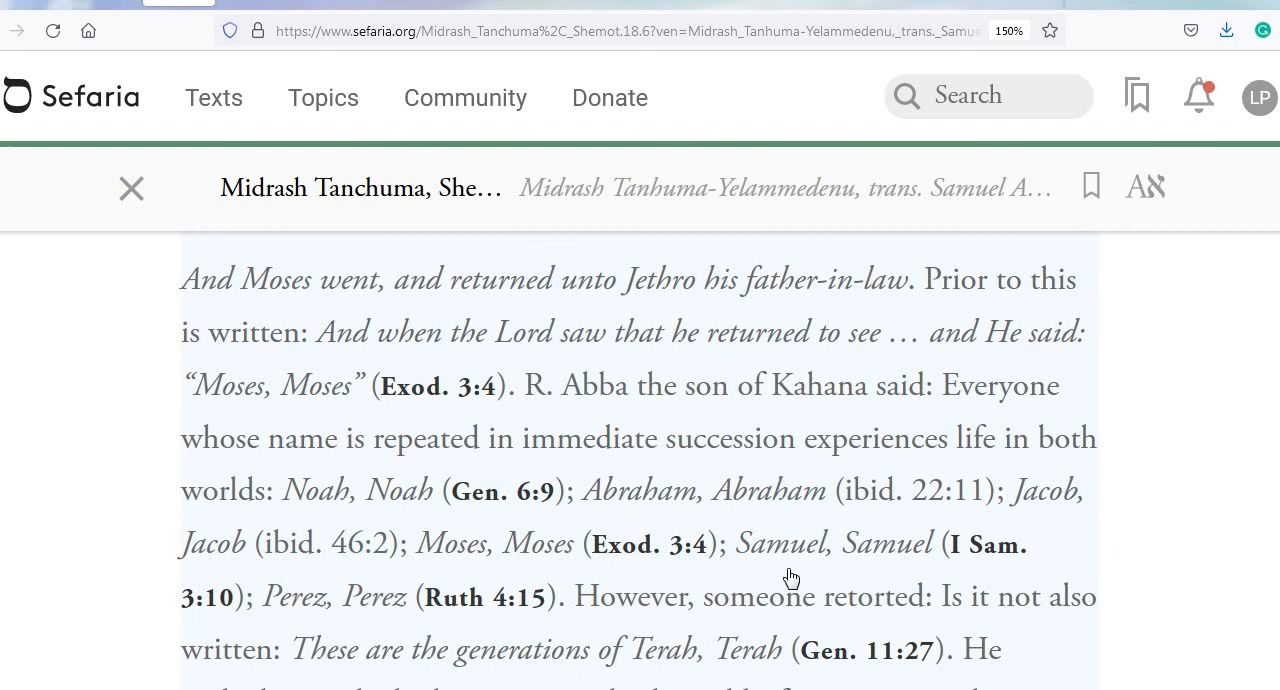 https://www.sefaria.org/Midrash_Tanchuma%2C_Shemot.18.6?ven=Midrash_Tanhuma-Yelammedenu,_trans._Samue
150%
Sefaria
Texts
Topics
Community
Donate
Search
LP
Midrash Tanchuma, She…
Midrash Tanhuma-Yelammedenu, trans. Samuel A…
Aא
And Moses went, and returned unto Jethro his father-in-law. Prior to this
is written: And when the Lord saw that he returned to see … and He said:
“Moses, Moses” (Exod. 3:4). R. Abba the son of Kahana said: Everyone
whose name is repeated in immediate succession experiences life in both
worlds: Noah, Noah (Gen. 6:9); Abraham, Abraham (ibid. 22:11); Jacob,
Jacob (ibid. 46:2); Moses, Moses (Exod. 3:4); Samuel, Samuel (I Sam.
3:10); Perez, Perez (Ruth 4:15). However, someone retorted: Is it not also
written: These are the generations of Terah, Terah (Gen. 11:27). He